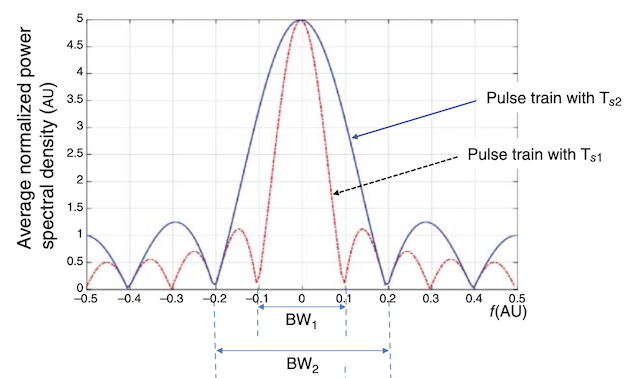 Average normalized power
spectral density (AU)
5
4.5
4
3.5
3
2.5
2
1.5
1
0.5
0
Pulse train with Ts2
Pulse train with Ts1
−0.5 −0.4 −0.3 −0.2 −0.1 0 0.1 0.2 0.3 0.4 0.5
f(AU)
BW1
BW2